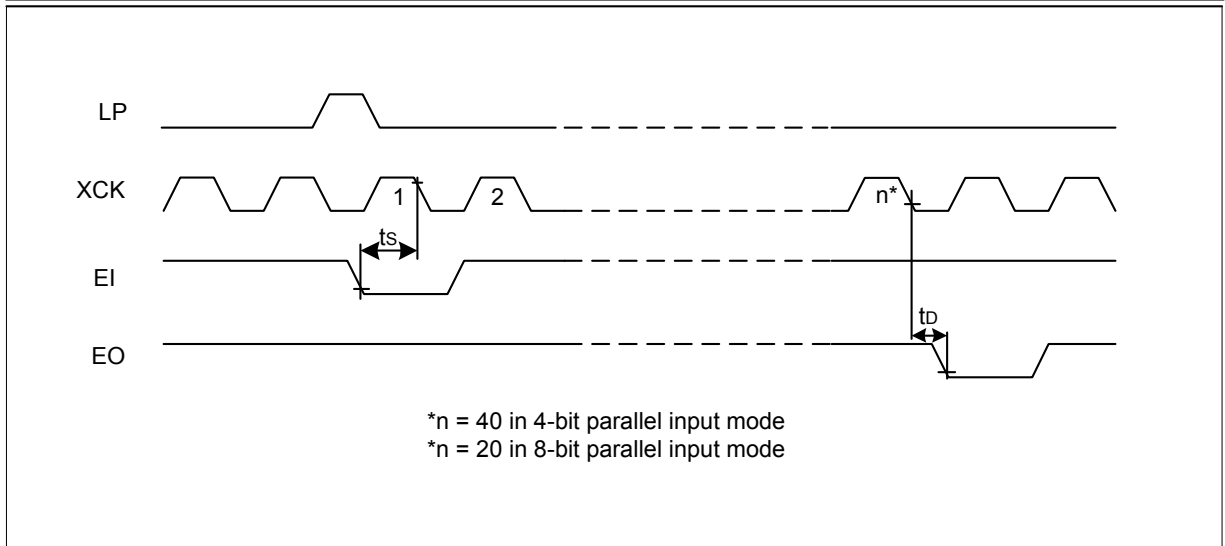 LP
XCK
1
2
n*
ts
EI
tD
EO
*n = 40 in 4-bit parallel input mode
*n = 20 in 8-bit parallel input mode